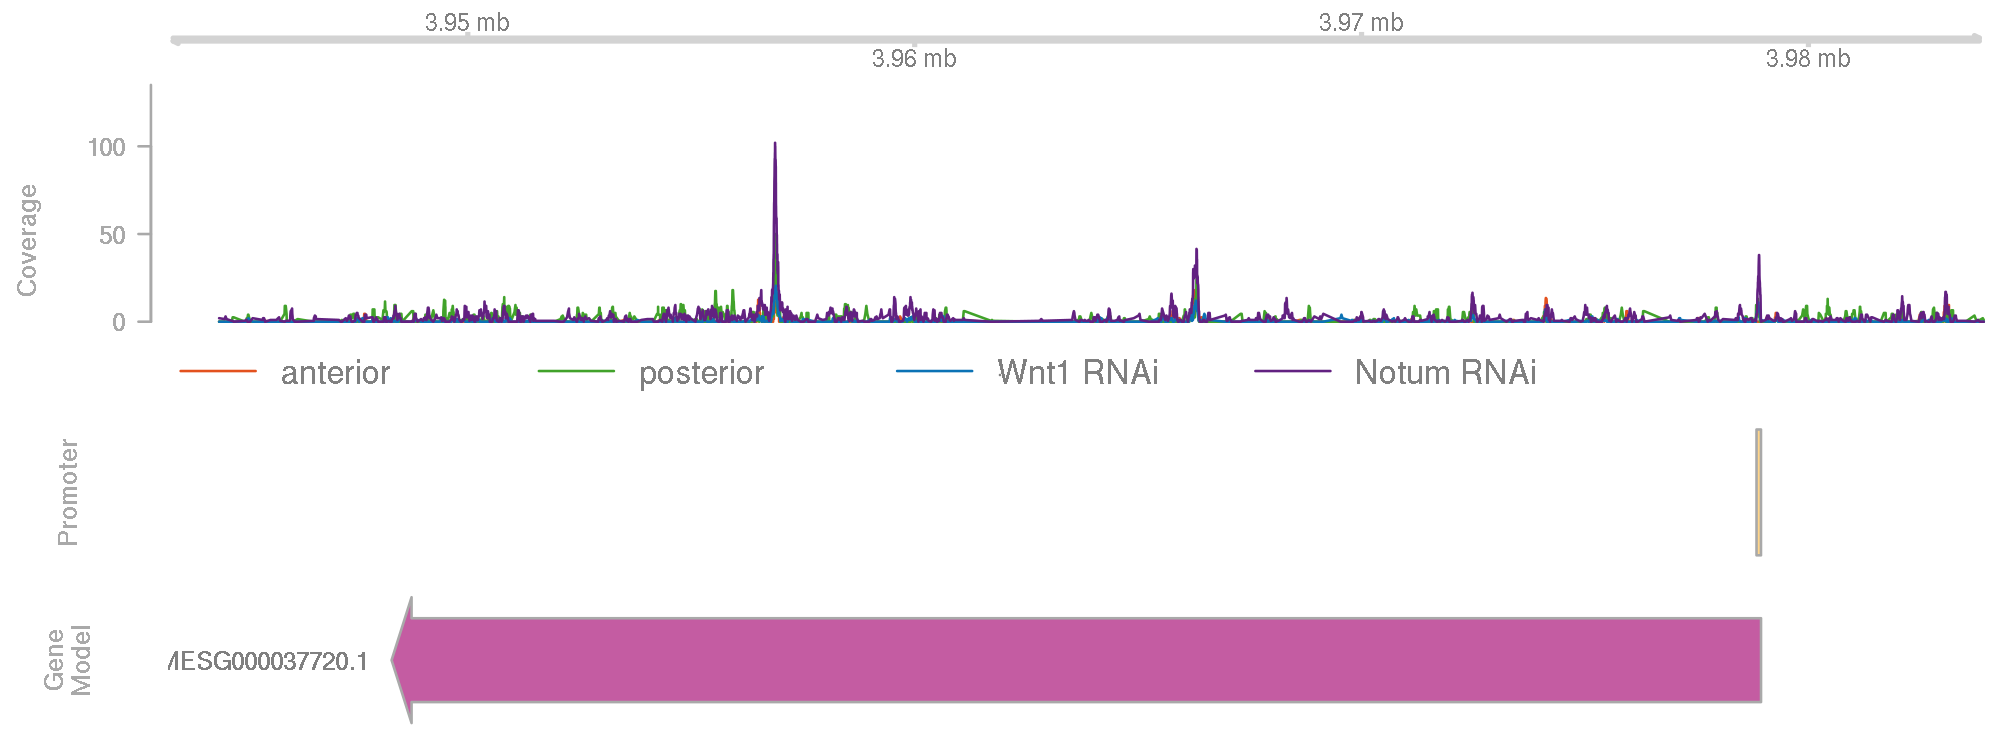 3.95 mb
3.97 mb
3.96 mb
3.98 mb
Coverage
100
50
0
anterior
posterior
Wnt1 RNAi
Notum RNAi
Promoter
Gene
Model
MESG000037720.1